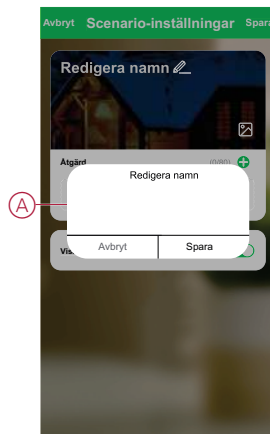 Avbryt Scenario-inställningar Spara
Redigera namn
Åtgärd
Redigera namn
A
Vis
Avbryt Spara